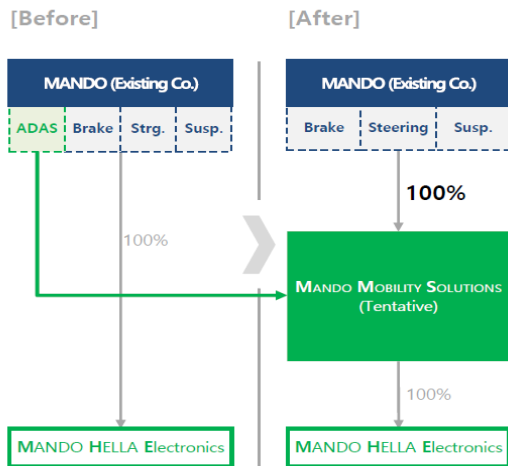 [Before]
MANDO (Existing Co.)
ADAS Brake Strg. Susp.
100%
MANDO HELLA Electronics
[After]
MANDO (Existing Co.)
Brake Steering Susp.
100%
MANDO MOBILITY SOLUTIONS
(Tentative)
100%
MANDO HELLA Electronics